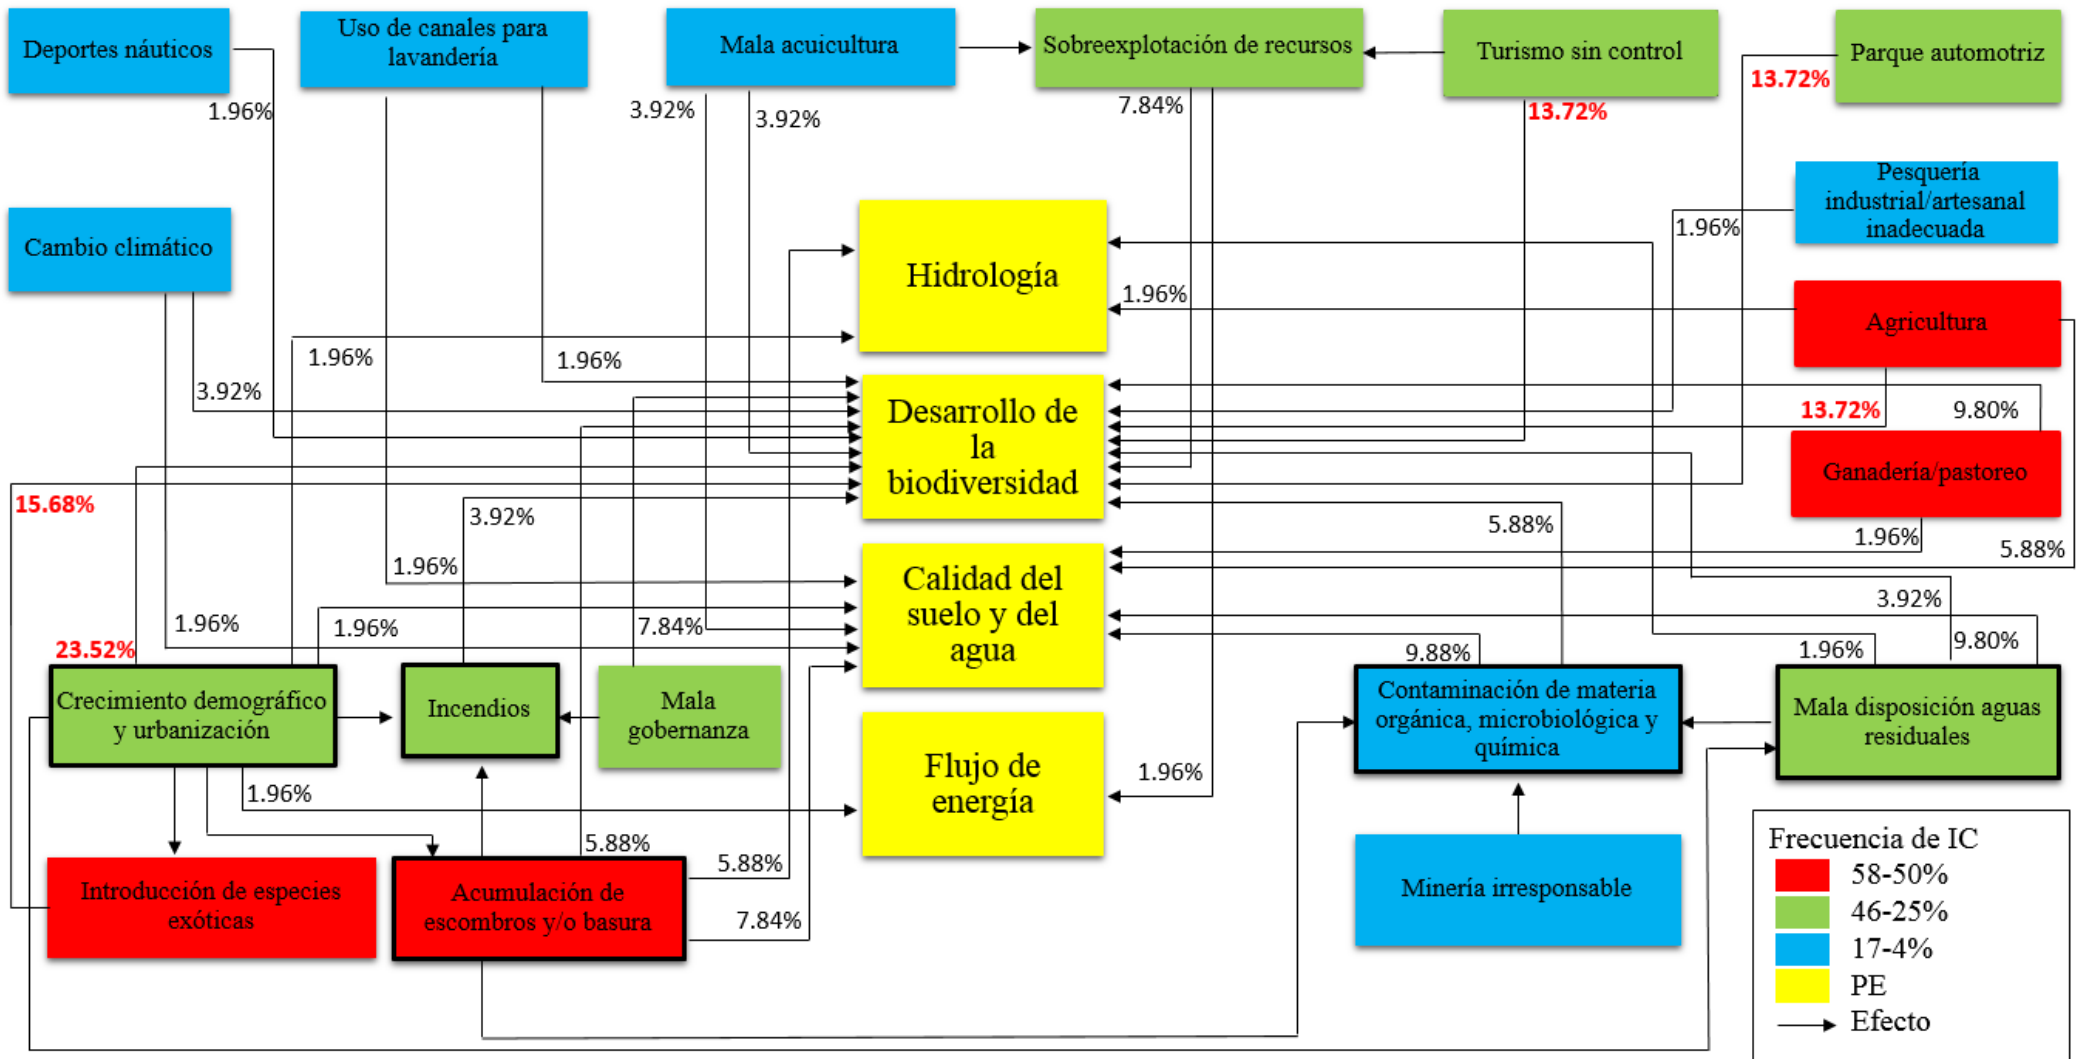 Deportes náuticos
Uso de canales para
lavandería
Mala acuicultura
Sobreexplotación de recursos
Turismo sin control
Parque automotriz
13.72%
1.96%
3.92%
3.92%
7.84%
13.72%
Pesquería
industrial/artesanal
inadecuada
1.96%
Cambio climático
Hidrología
1.96%
Agricultura
1.96%
1.96%
3.92%
Desarrollo de
la
biodiversidad
13.72%
9.80%
Ganadería/pastoreo
15.68%
3.92%
5.88%
1.96%
5.88%
1.96%
Calidad del
suelo y del
agua
3.92%
1.96%
1.96%
7.84%
23.52%
9.88%
1.96%
9.80%
Crecimiento demográfico
y urbanización
Incendios
Mala
gobernanza
Contaminación de materia
orgánica, microbiológica y
química
Mala disposición aguas
residuales
Flujo de
energía
1.96%
1.96%
5.88%
5.88%
7.84%
Introducción de especies
exóticas
Acumulación de
escombros y/o basura
Minería irresponsable
Frecuencia de IC
58-50%
46-25%
17-4%
PE
Efecto